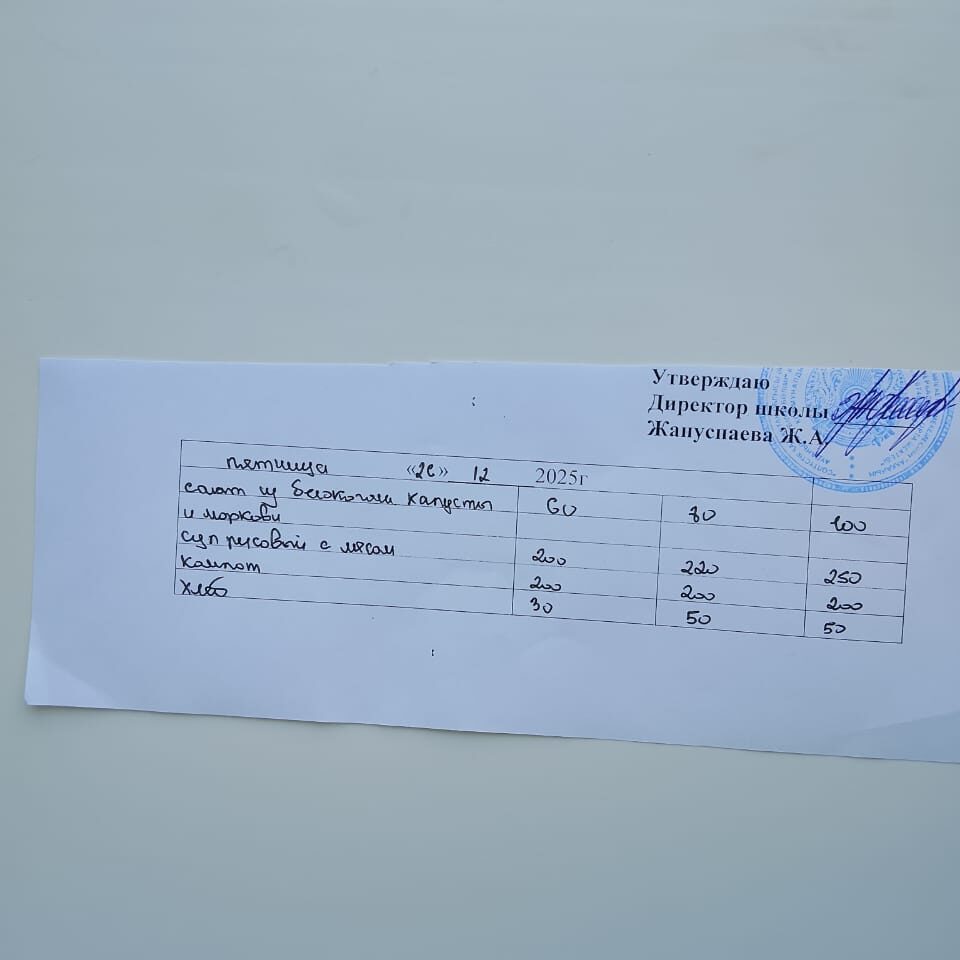 Утверждаю
Директор школы
Жануспаева Ж.А
пятница «26» 12 2025г
салат из белокочан капусты 60 80 100
и моркови
суп рисовый с мясом 200 220 250
компот 200 200 200
хлеб 30 50 50